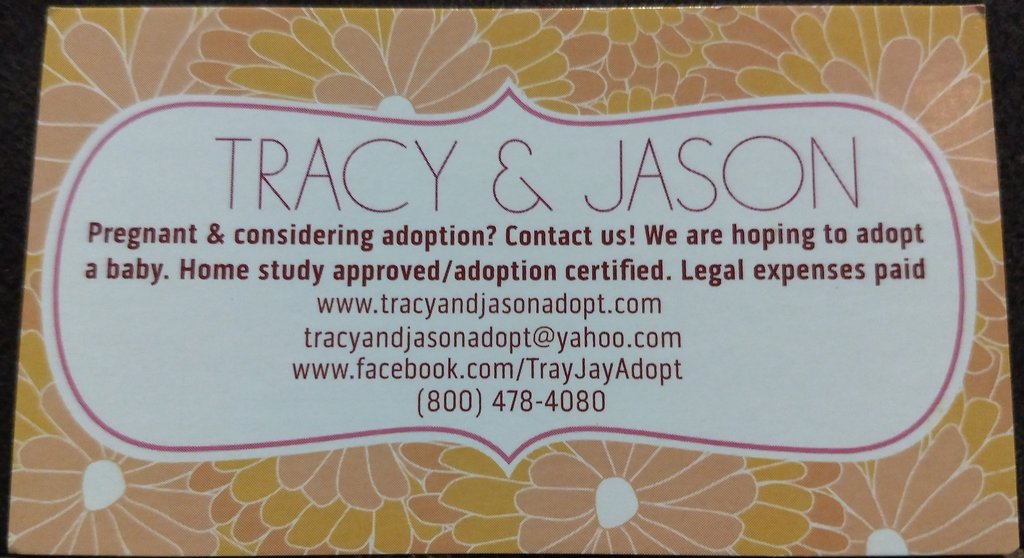 TRACY & JASON
Pregnant & considering adoption? Contact us! We are hoping to adopt
a baby. Home study approved/adoption certified. Legal expenses paid
www.tracyandjasonadopt.com
tracyandjasonadopt@yahoo.com
www.facebook.com/TrayJayAdopt
(800) 478-4080